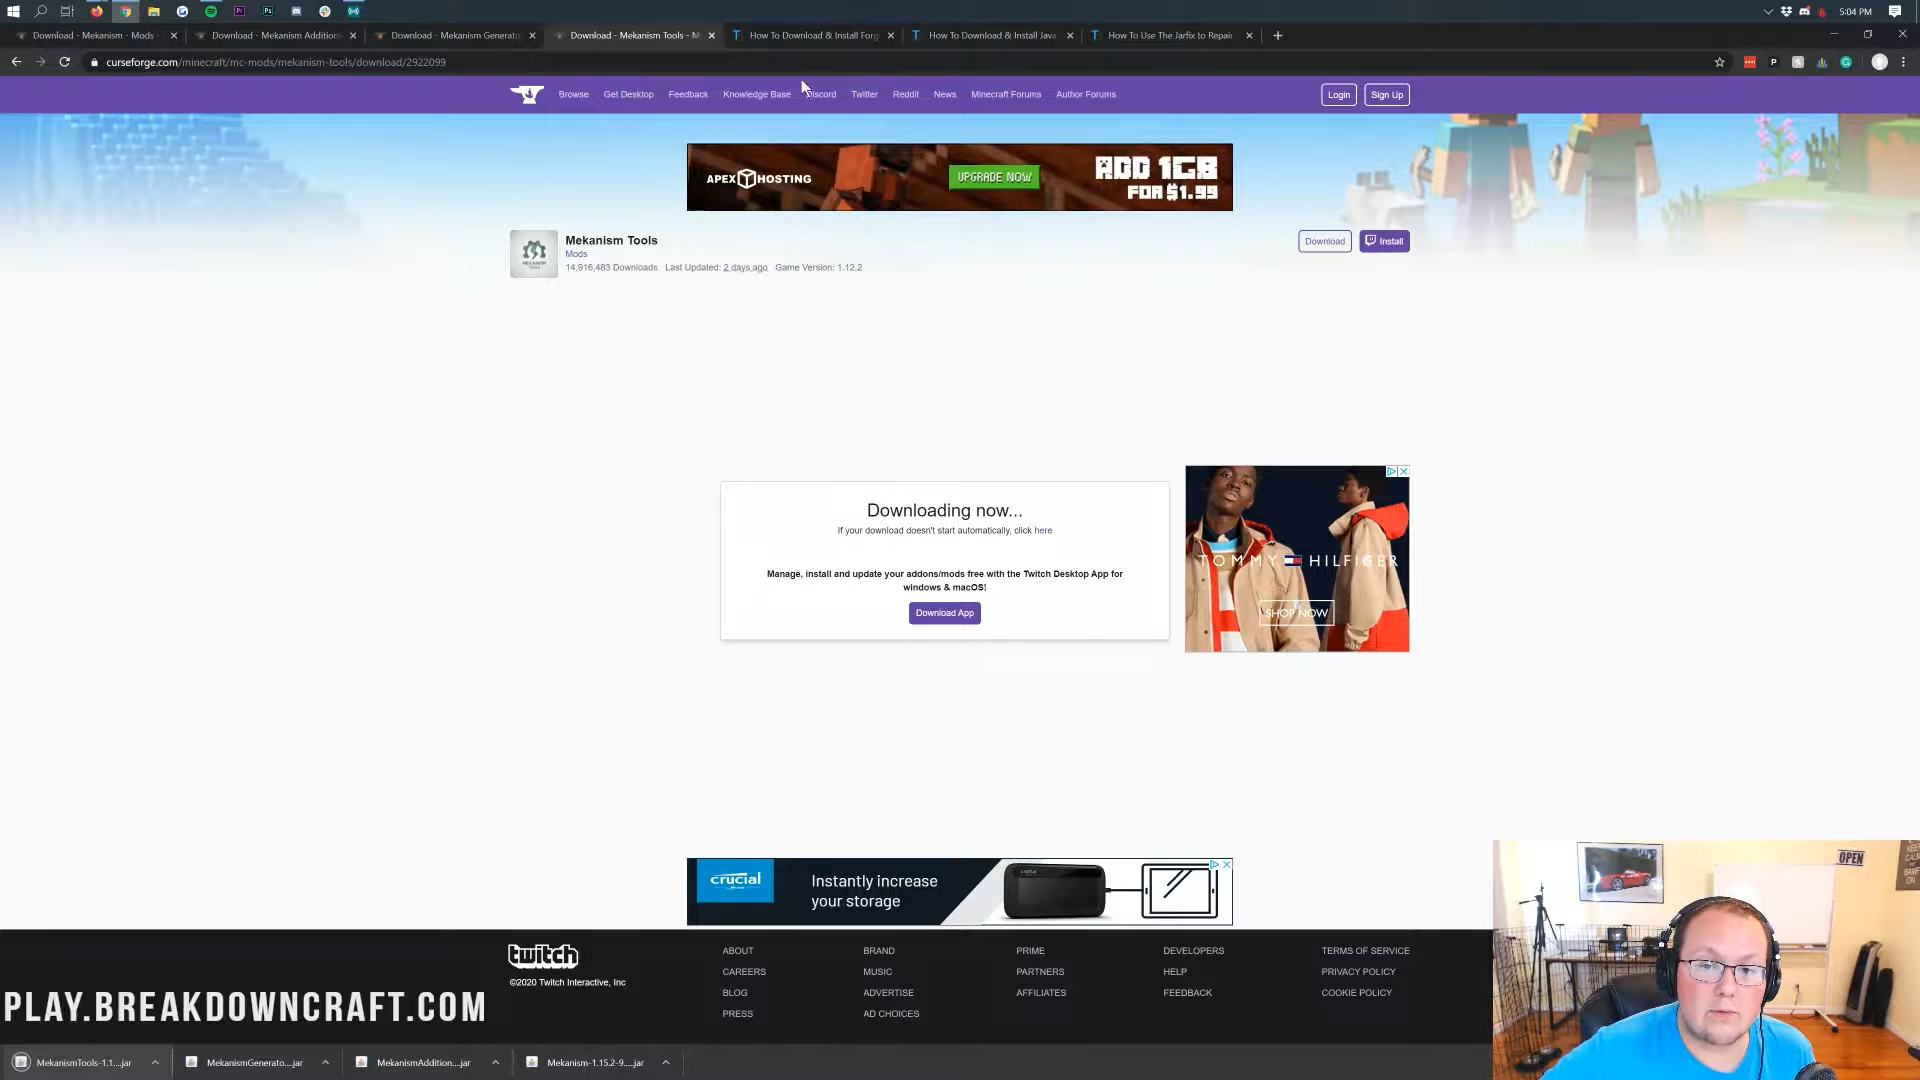 5:04 PM
Download - Mekanism - Mods
Download - Mekanism Addition
Download - Mekanism Generato
Download - Mekanism Tools - M
How To Download & Install Forg
How To Download & Install Java
How To Use The Jarfix to Repair
curseforge.com/minecraft/mc-mods/mekanism-tools/download/2922099
Browse Get Desktop Feedback Knowledge Base Discord Twitter Reddit News Minecraft Forums Author Forums
Login Sign Up
APEX HOSTING
UPGRADE NOW
ADD 1GB
FOR $1.99
Mekanism Tools
Mods
14,916,483 Downloads Last Updated: 2 days ago Game Version: 1.12.2
Download
Install
Downloading now...
If your download doesn't start automatically, click here
Manage, install and update your addons/mods free with the Twitch Desktop App for
windows & macOS!
Download App
TOMMY HILFIGER
SHOP NOW
crucial
Instantly increase
your storage
twitch
©2020 Twitch Interactive, Inc
ABOUT
CAREERS
BLOG
PRESS
BRAND
MUSIC
ADVERTISE
AD CHOICES
PRIME
PARTNERS
AFFILIATES
DEVELOPERS
HELP
FEEDBACK
TERMS OF SERVICE
PRIVACY POLICY
COOKIE POLICY
OPEN
PLAY.BREAKDOWNCRAFT.COM
MekanismTools-1.1....jar
MekanismGenerato....jar
MekanismAddition....jar
Mekanism-1.15.2-9.....jar